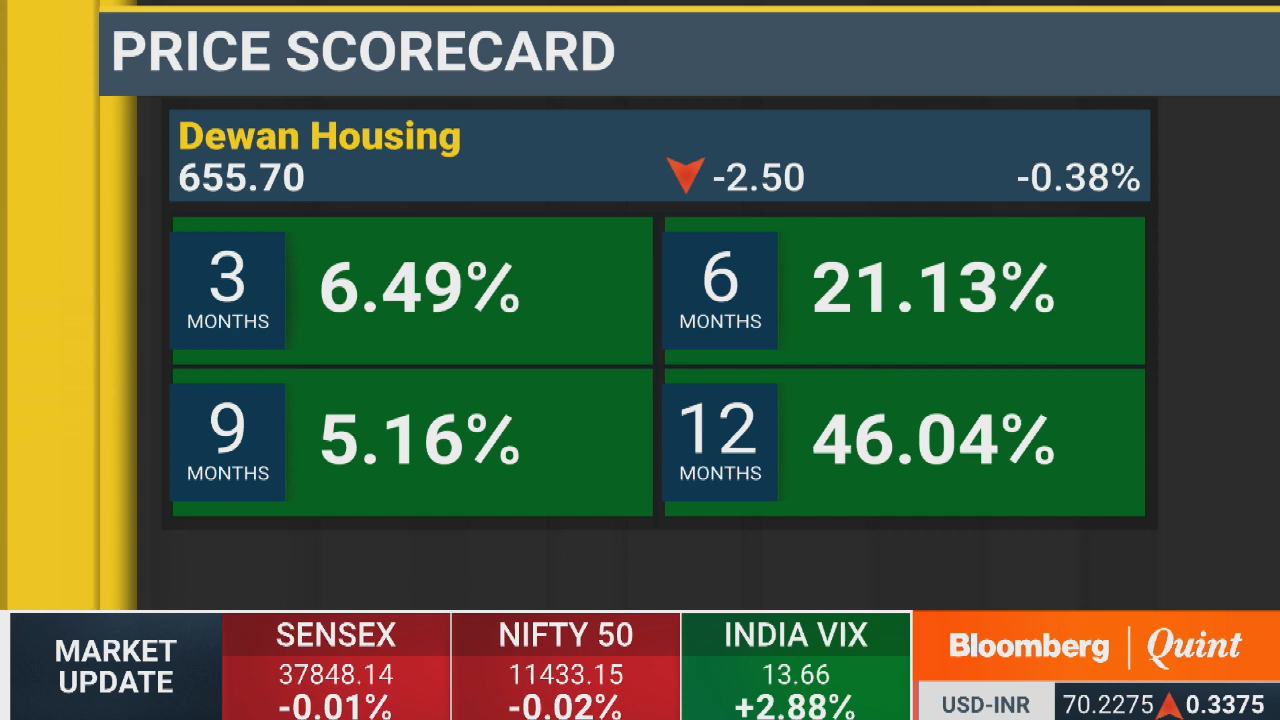 PRICE SCORECARD
Dewan Housing
655.70 -2.50 -0.38%
3 MONTHS 6.49%
6 MONTHS 21.13%
9 MONTHS 5.16%
12 MONTHS 46.04%
MARKET UPDATE
SENSEX
37848.14
-0.01%
NIFTY 50
11433.15
-0.02%
INDIA VIX
13.66
+2.88%
Bloomberg | Quint
USD-INR 70.2275 0.3375